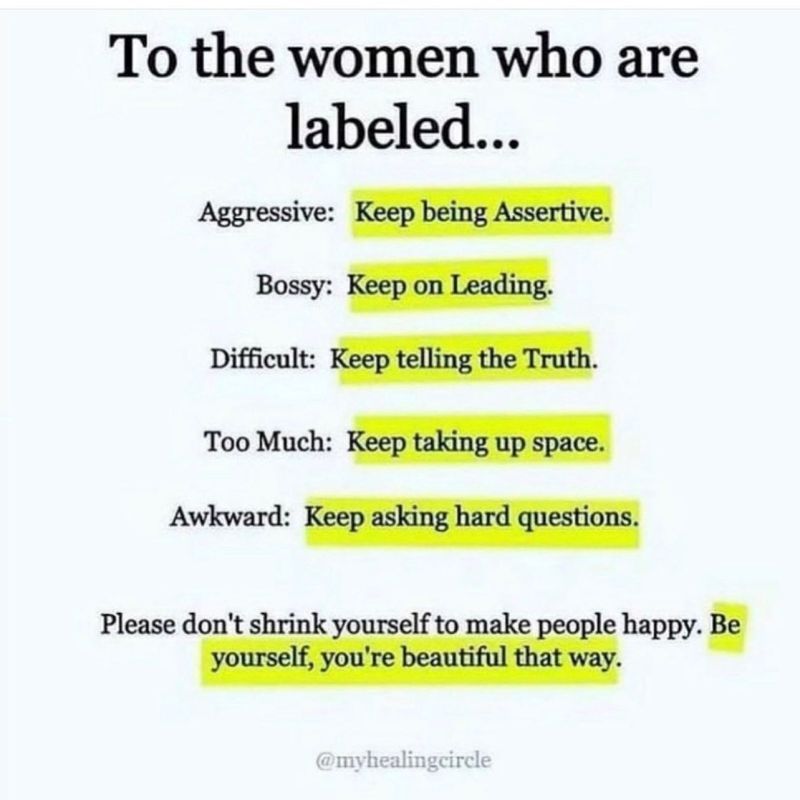 To the women who are
labeled...
Aggressive: Keep being Assertive.
Bossy: Keep on Leading.
Difficult: Keep telling the Truth.
Too Much: Keep taking up space.
Awkward: Keep asking hard questions.
Please don't shrink yourself to make people happy. Be
yourself, you're beautiful that way.
@myhealingcircle